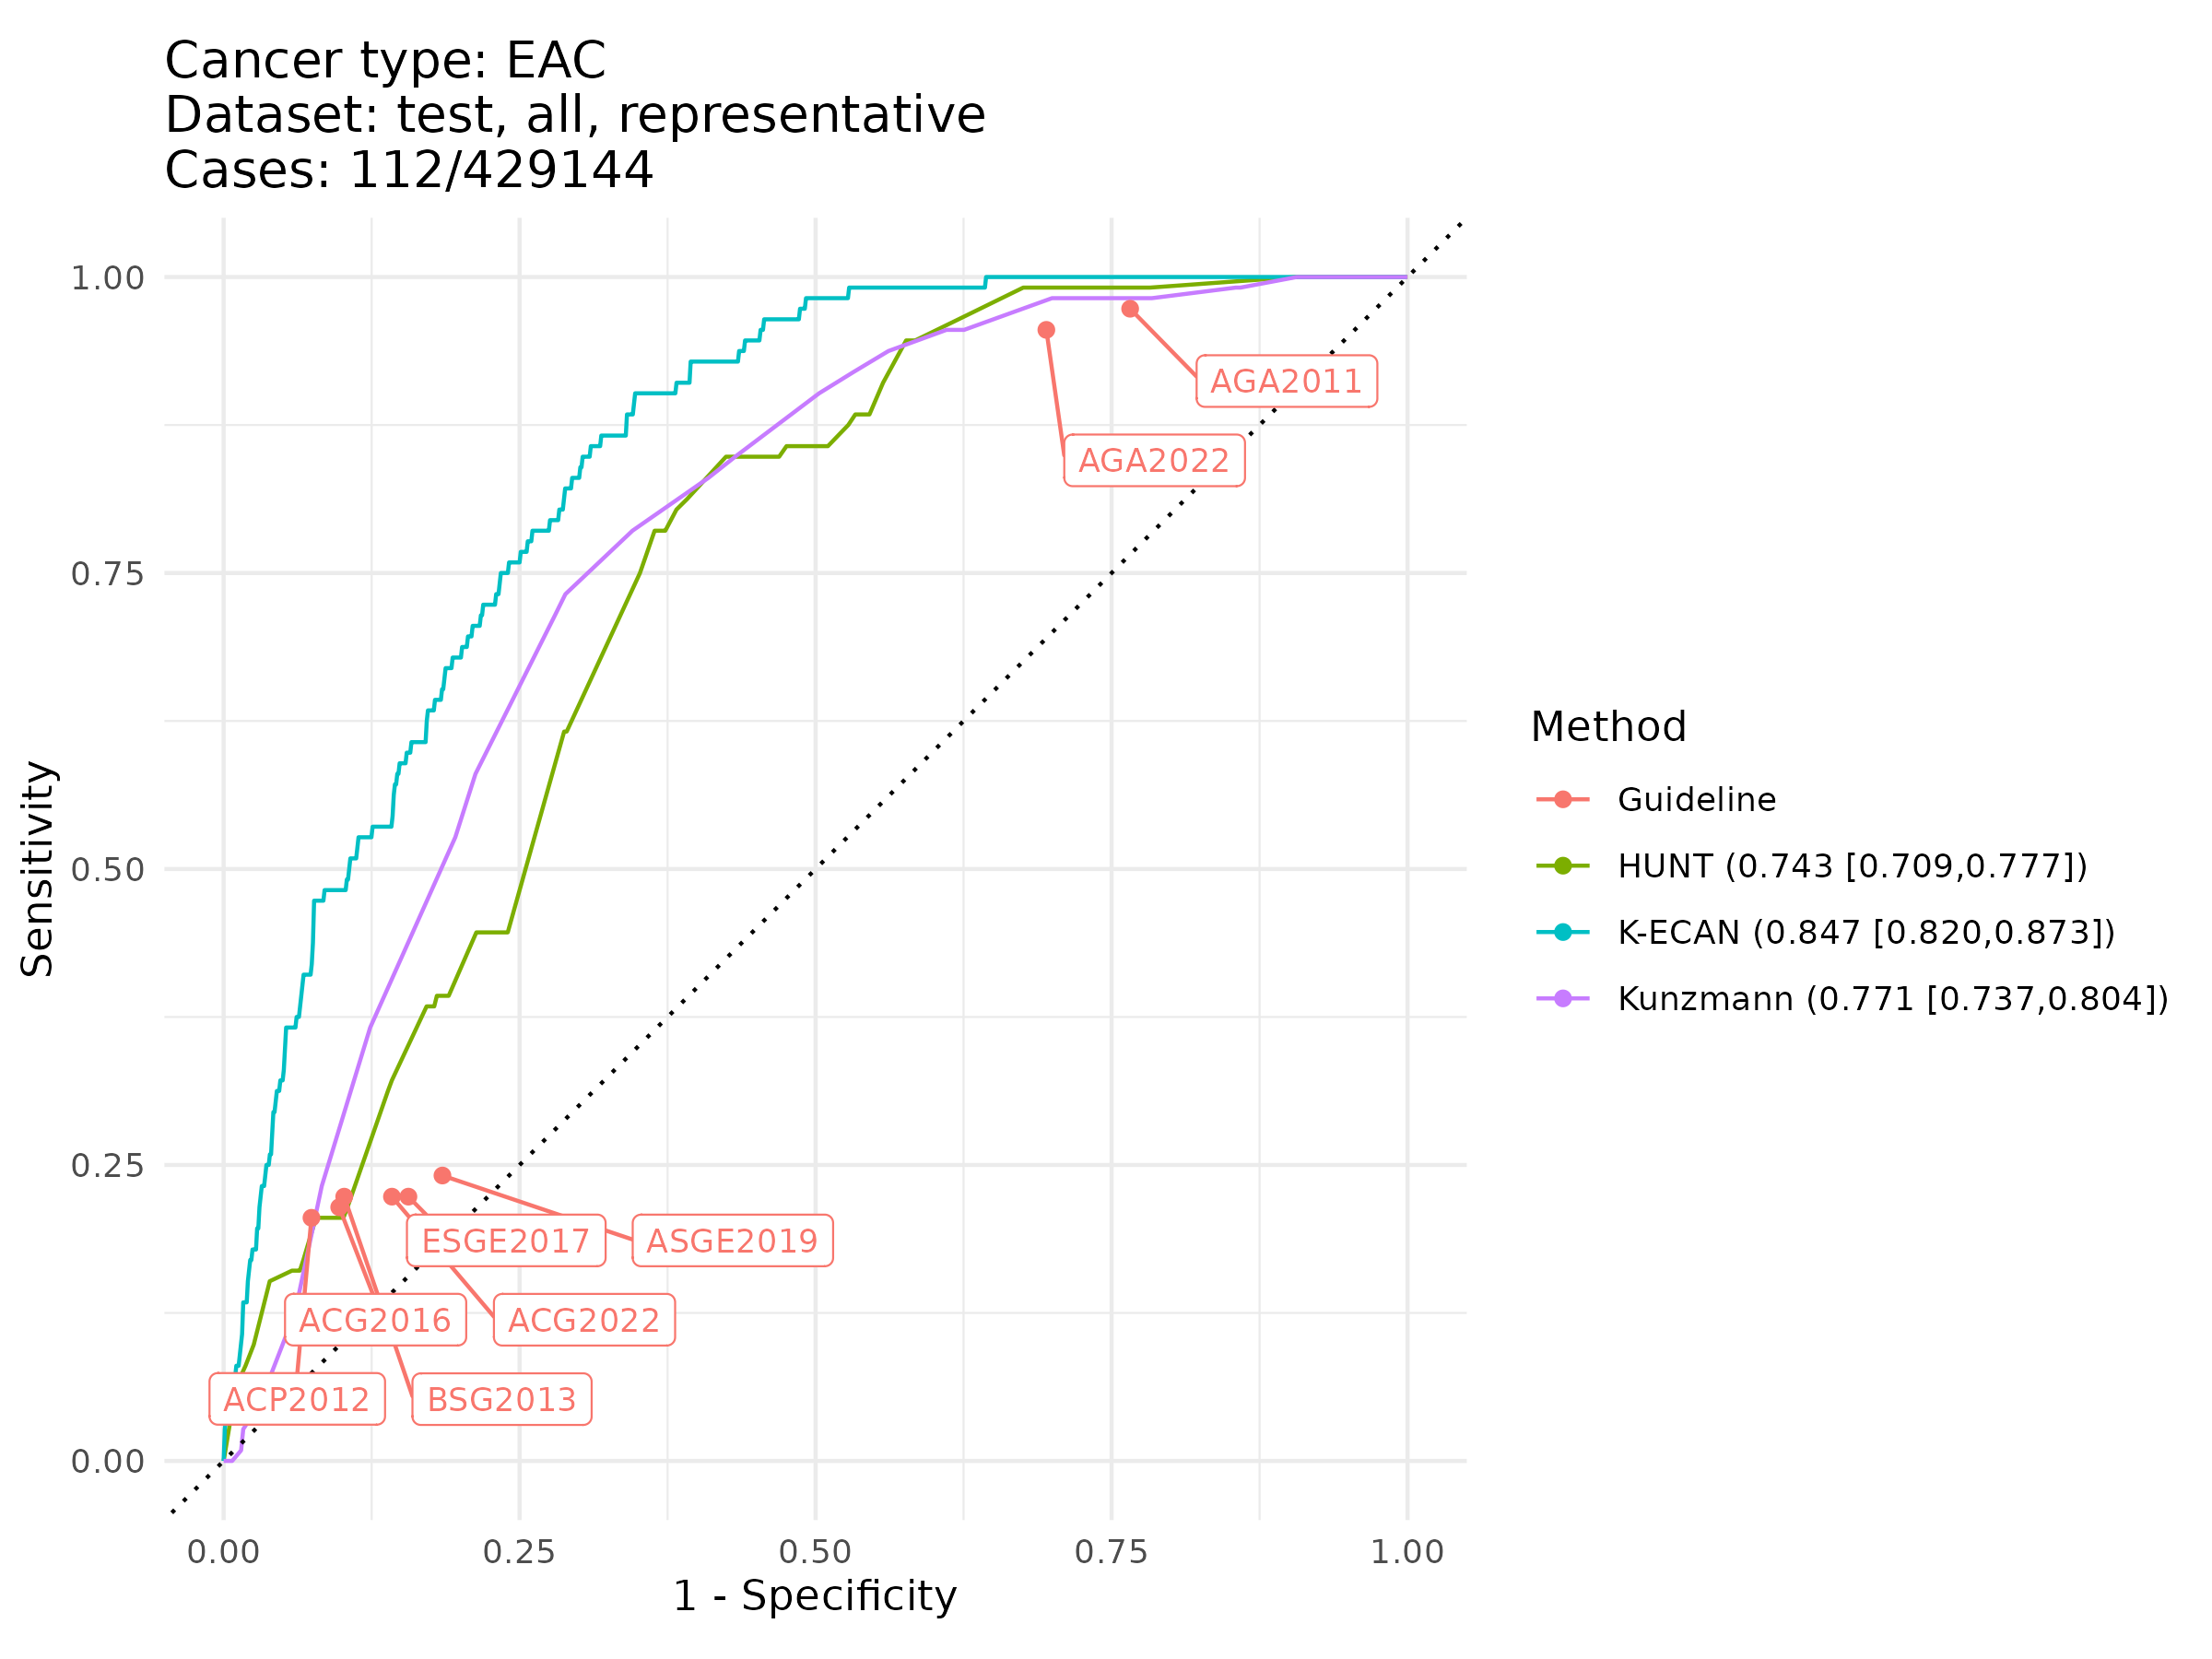 Cancer type: EAC
Dataset: test, all, representative
Cases: 112/429144
1.00
0.75
0.50
0.25
0.00
Sensitivity
AGA2011
AGA2022
ESGE2017
ASGE2019
ACG2016
ACG2022
ACP2012
BSG2013
0.00
0.25
0.50
0.75
1.00
1 - Specificity
Method
Guideline
HUNT (0.743 [0.709,0.777])
K-ECAN (0.847 [0.820,0.873])
Kunzmann (0.771 [0.737,0.804])